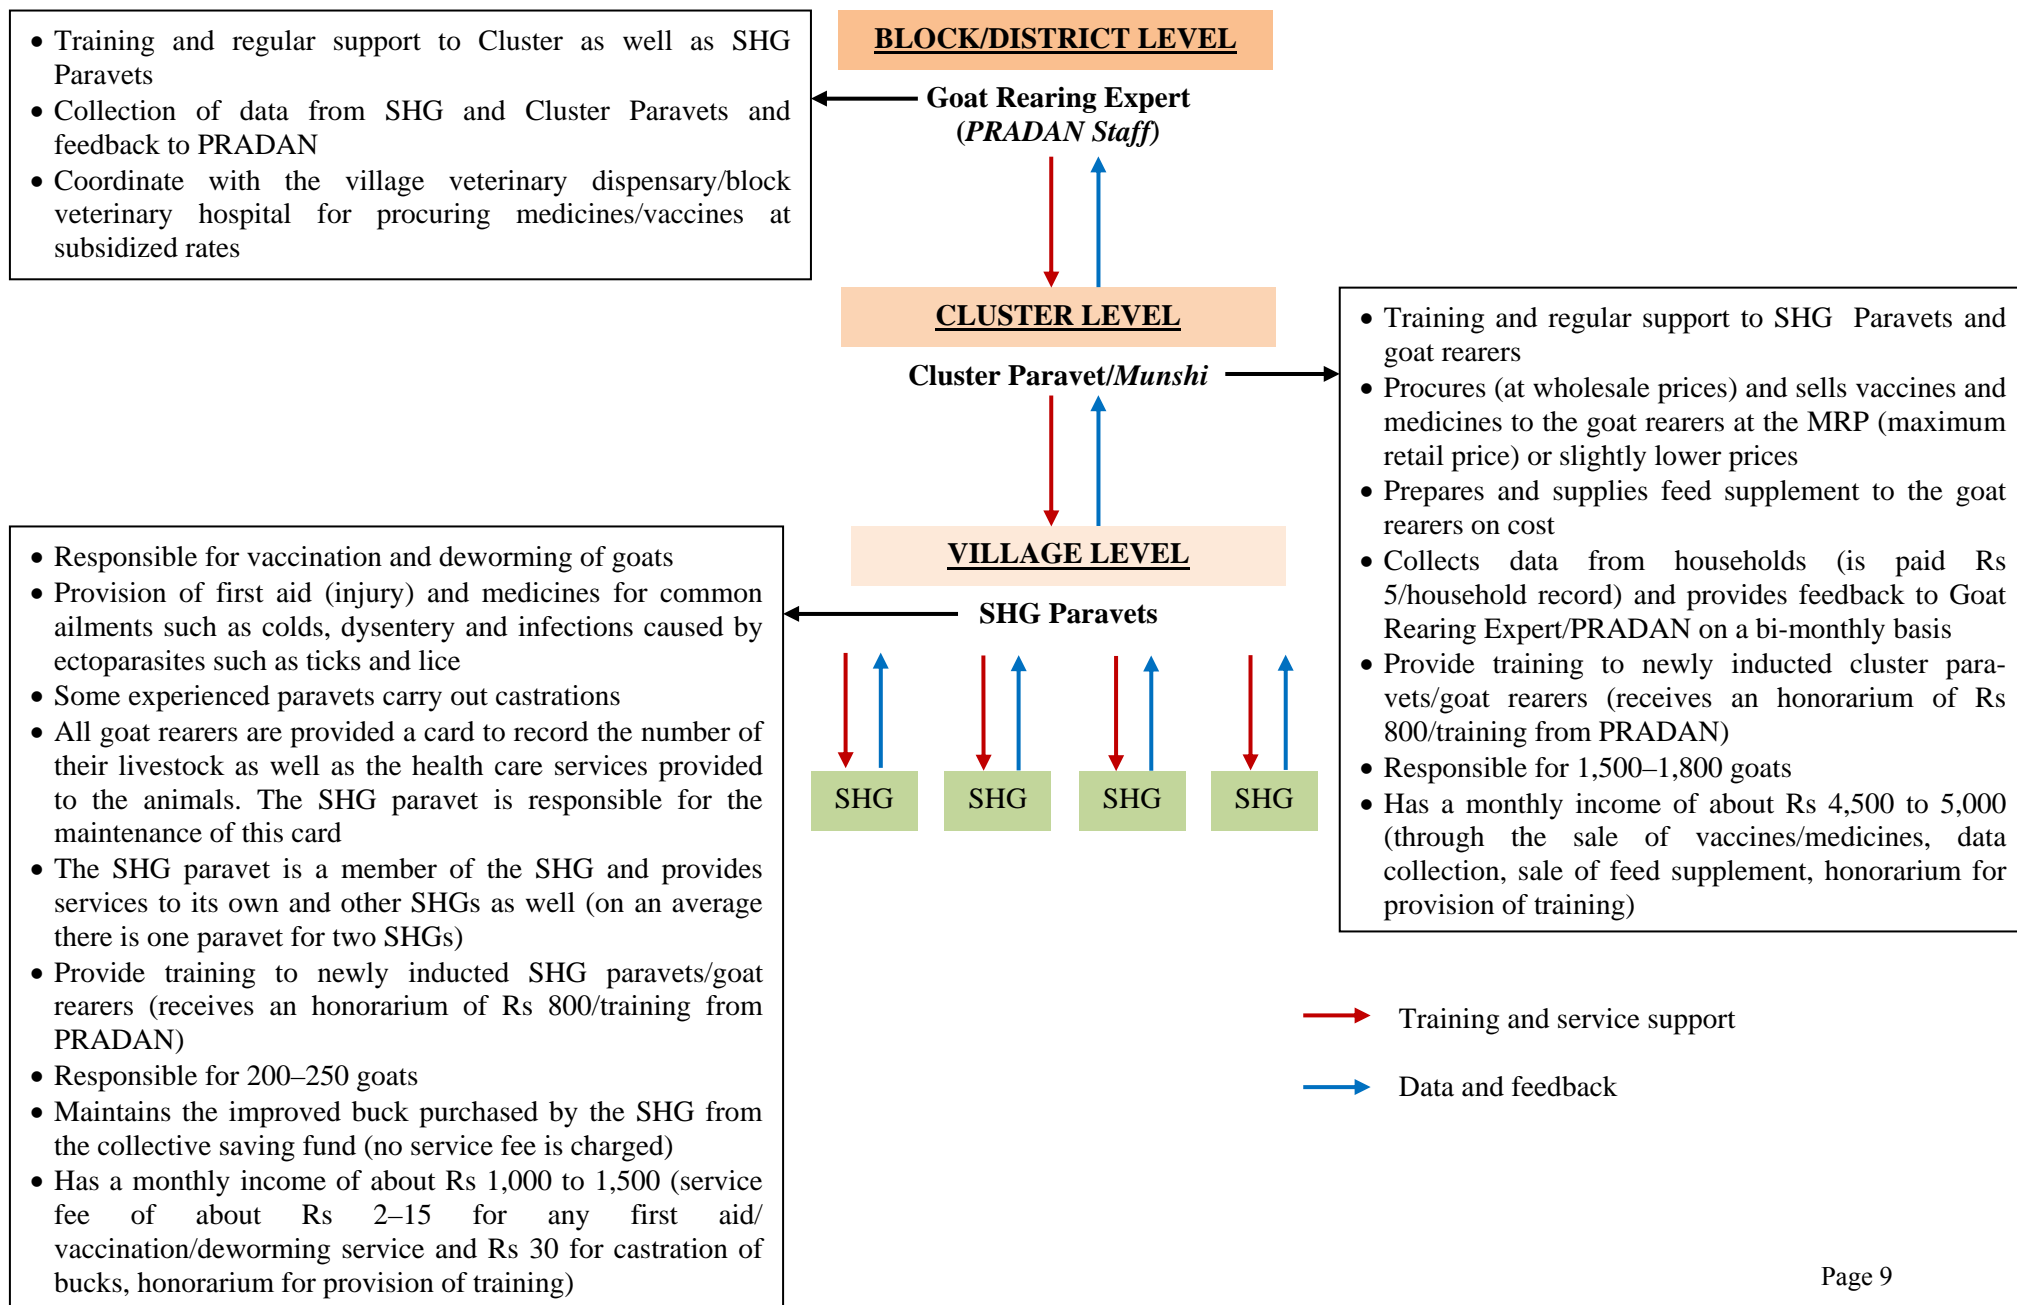 • Training and regular support to Cluster as well as SHG
Paravets
• Collection of data from SHG and Cluster Paravets and
feedback to PRADAN
• Coordinate with the village veterinary dispensary/block
veterinary hospital for procuring medicines/vaccines at
subsidized rates
BLOCK/DISTRICT LEVEL
Goat Rearing Expert
(PRADAN Staff)
CLUSTER LEVEL
Cluster Paravet/Munshi
• Training and regular support to SHG Paravets and
goat rearers
• Procures (at wholesale prices) and sells vaccines and
medicines to the goat rearers at the MRP (maximum
retail price) or slightly lower prices
• Prepares and supplies feed supplement to the goat
rearers on cost
• Collects data from households (is paid Rs
5/household record) and provides feedback to Goat
Rearing Expert/PRADAN on a bi-monthly basis
• Provide training to newly inducted cluster para-
vets/goat rearers (receives an honorarium of Rs
800/training from PRADAN)
• Responsible for 1,500–1,800 goats
• Has a monthly income of about Rs 4,500 to 5,000
(through the sale of vaccines/medicines, data
collection, sale of feed supplement, honorarium for
provision of training)
VILLAGE LEVEL
SHG Paravets
• Responsible for vaccination and deworming of goats
• Provision of first aid (injury) and medicines for common
ailments such as colds, dysentery and infections caused by
ectoparasites such as ticks and lice
• Some experienced paravets carry out castrations
• All goat rearers are provided a card to record the number of
their livestock as well as the health care services provided
to the animals. The SHG paravet is responsible for the
maintenance of this card
• The SHG paravet is a member of the SHG and provides
services to its own and other SHGs as well (on an average
there is one paravet for two SHGs)
• Provide training to newly inducted SHG paravets/goat
rearers (receives an honorarium of Rs 800/training from
PRADAN)
• Responsible for 200–250 goats
• Maintains the improved buck purchased by the SHG from
the collective saving fund (no service fee is charged)
• Has a monthly income of about Rs 1,000 to 1,500 (service
fee of about Rs 2–15 for any first aid/
vaccination/deworming service and Rs 30 for castration of
bucks, honorarium for provision of training)
SHG
SHG
SHG
SHG
Training and service support
Data and feedback
Page 9